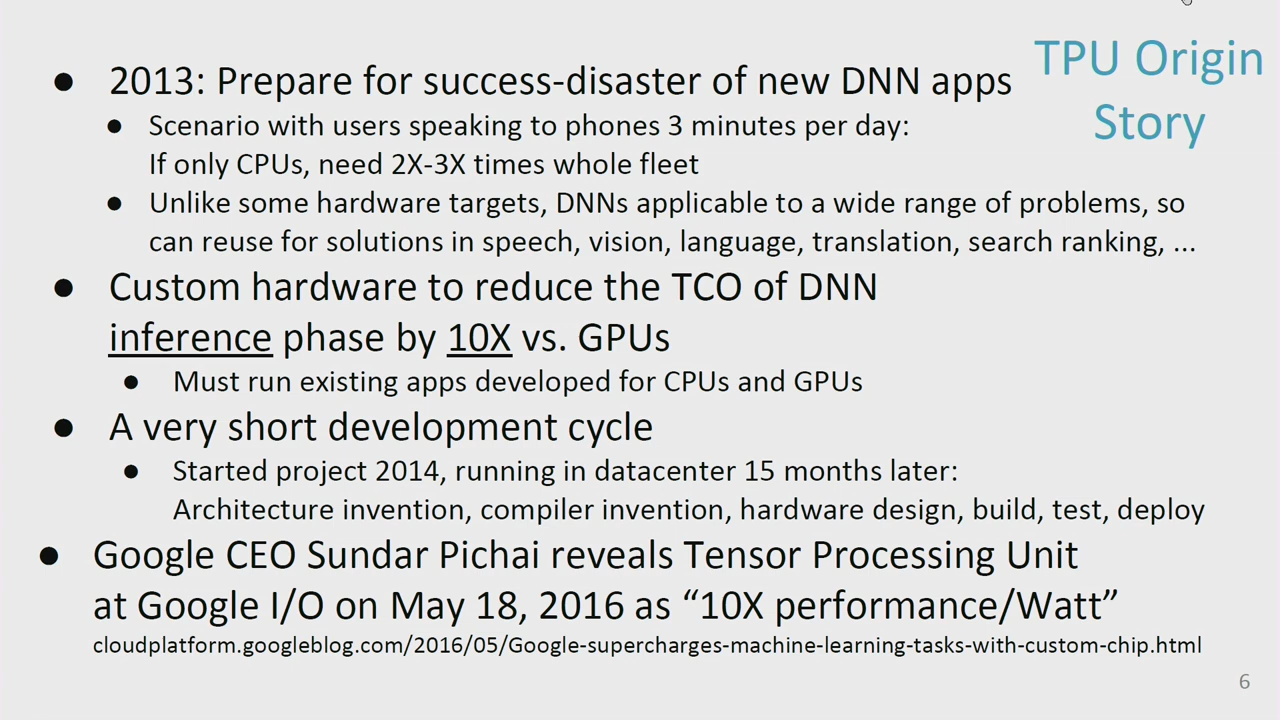 TPU Origin
Story
● 2013: Prepare for success-disaster of new DNN apps
● Scenario with users speaking to phones 3 minutes per day:
If only CPUs, need 2X-3X times whole fleet
● Unlike some hardware targets, DNNs applicable to a wide range of problems, so
can reuse for solutions in speech, vision, language, translation, search ranking, ...
● Custom hardware to reduce the TCO of DNN
inference phase by 10X vs. GPUs
● Must run existing apps developed for CPUs and GPUs
● A very short development cycle
● Started project 2014, running in datacenter 15 months later:
Architecture invention, compiler invention, hardware design, build, test, deploy
● Google CEO Sundar Pichai reveals Tensor Processing Unit
at Google I/O on May 18, 2016 as “10X performance/Watt”
cloudplatform.googleblog.com/2016/05/Google-supercharges-machine-learning-tasks-with-custom-chip.html
6